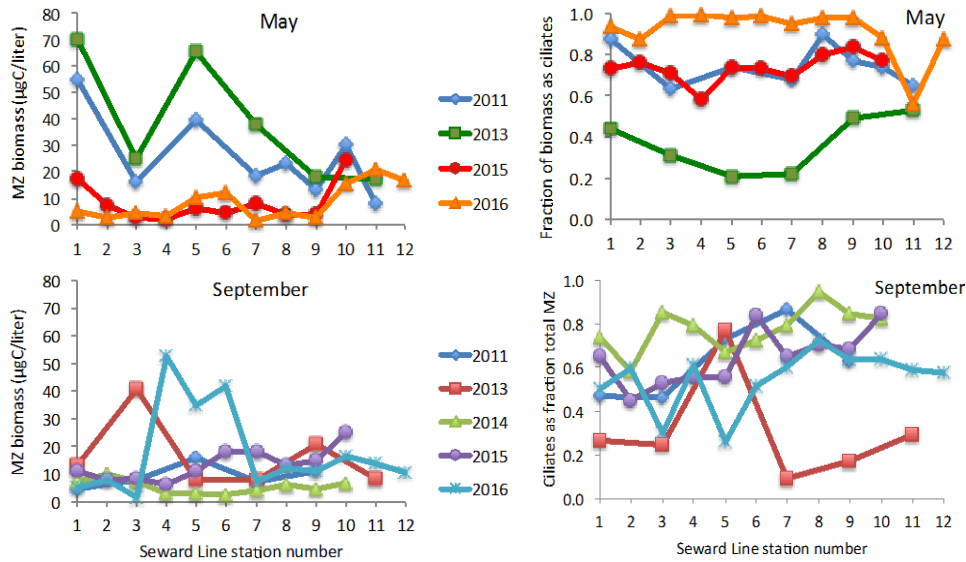 May
MZ biomass (µgC/liter)
80
70
60
50
40
30
20
10
0
1 2 3 4 5 6 7 8 9 10 11 12
2011
2013
2015
2016
May
Fraction of biomass as ciliates
1.0
0.8
0.6
0.4
0.2
0.0
1 2 3 4 5 6 7 8 9 10 11 12
September
MZ biomass (µgC/liter)
80
70
60
50
40
30
20
10
0
1 2 3 4 5 6 7 8 9 10 11 12
Seward Line station number
2011
2013
2014
2015
2016
September
Ciliates as fraction total MZ
1.0
0.8
0.6
0.4
0.2
0.0
1 2 3 4 5 6 7 8 9 10 11 12
Seward Line station number